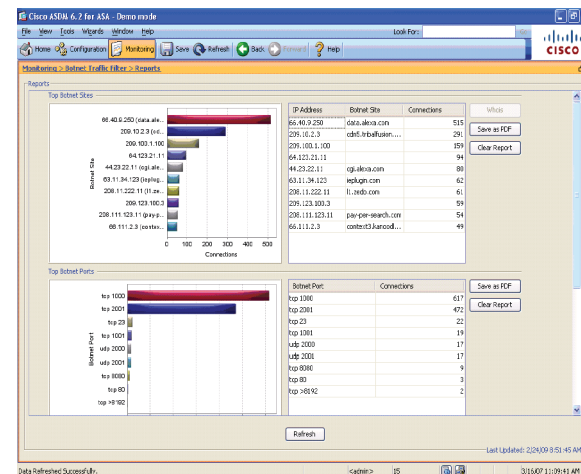 Cisco ASDM 6.2 for ASA - Demo mode
File View Tools Wizards Window Help Look For: Go
Home Configuration Monitoring Save Refresh Back Forward Help
CISCO
Monitoring > Botnet Traffic Filter > Reports
Reports
Top Botnet Sites
Botnet Site
66.40.9.250 (data.ale...
209.10.2.3 (cd...
209.100.1.100
64.123.21.11
44.23.22.11 (cgi.ale...
63.11.34.123 (ieplug...
208.11.222.11 (l1.ze...
209.123.100.3
208.111.123.11 (pay-p...
66.111.2.3 (contex...
0 100 200 300 400 500
Connections
IP Address Botnet Site Connections
66.40.9.250 data.alexa.com 515
209.10.2.3 cdn5.tribalfusion.... 291
209.100.1.100 159
64.123.21.11 94
44.23.22.11 cgi.alexa.com 80
63.11.34.123 ieplugin.com 62
208.11.222.11 l1.zedo.com 61
209.123.100.3 59
208.111.123.11 pay-per-search.com 54
66.111.2.3 context3.kanoodl... 49
Whois
Save as PDF
Clear Report
Top Botnet Ports
Botnet Port
tcp 1000
tcp 2001
tcp 23
tcp 1001
udp 2000
udp 2001
tcp 8080
tcp 80
tcp >8192
Botnet Port Connections
tcp 1000 617
tcp 2001 472
tcp 23 22
tcp 1001 19
udp 2000 17
udp 2001 17
tcp 8080 9
tcp 80 3
tcp >8192 2
Save as PDF
Clear Report
Refresh
Last Updated: 2/24/09 8:51:45 AM
Data Refreshed Successfully. <admin> 15 3/16/07 11:09:41 AM